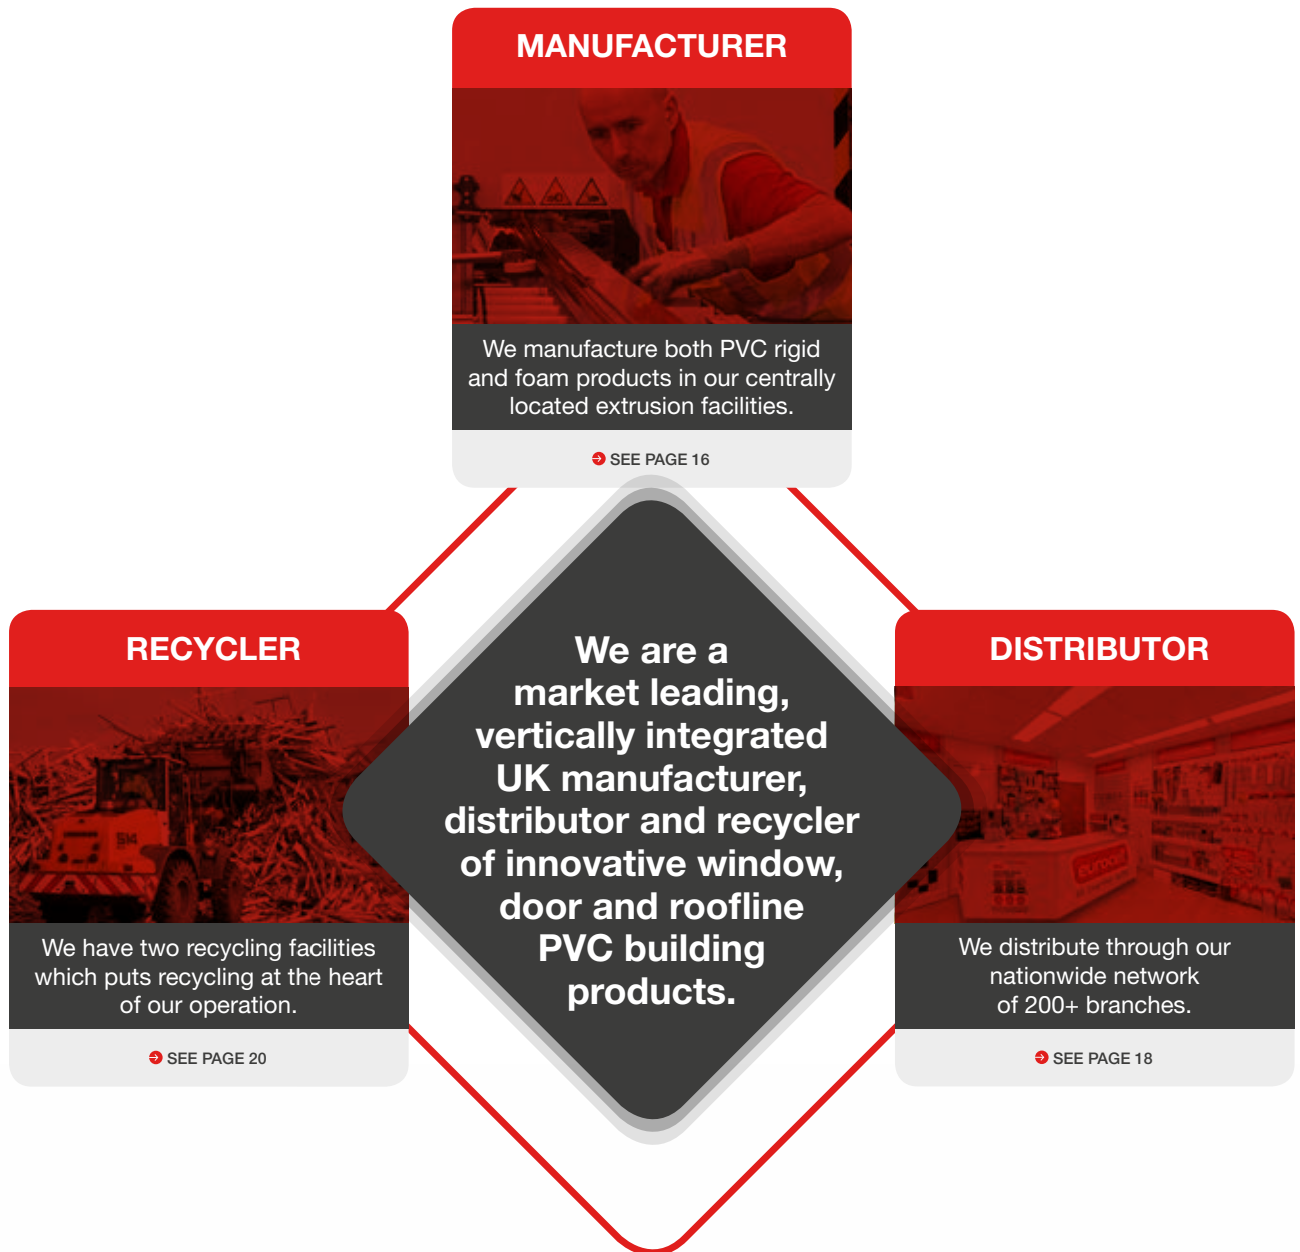 MANUFACTURER
We manufacture both PVC rigid
and foam products in our centrally
located extrusion facilities.
SEE PAGE 16
RECYCLER
514
We have two recycling facilities
which puts recycling at the heart
of our operation.
SEE PAGE 20
We are a
market leading,
vertically integrated
UK manufacturer,
distributor and recycler
of innovative window,
door and roofline
PVC building
products.
DISTRIBUTOR
eurocell
We distribute through our
nationwide network
of 200+ branches.
SEE PAGE 18